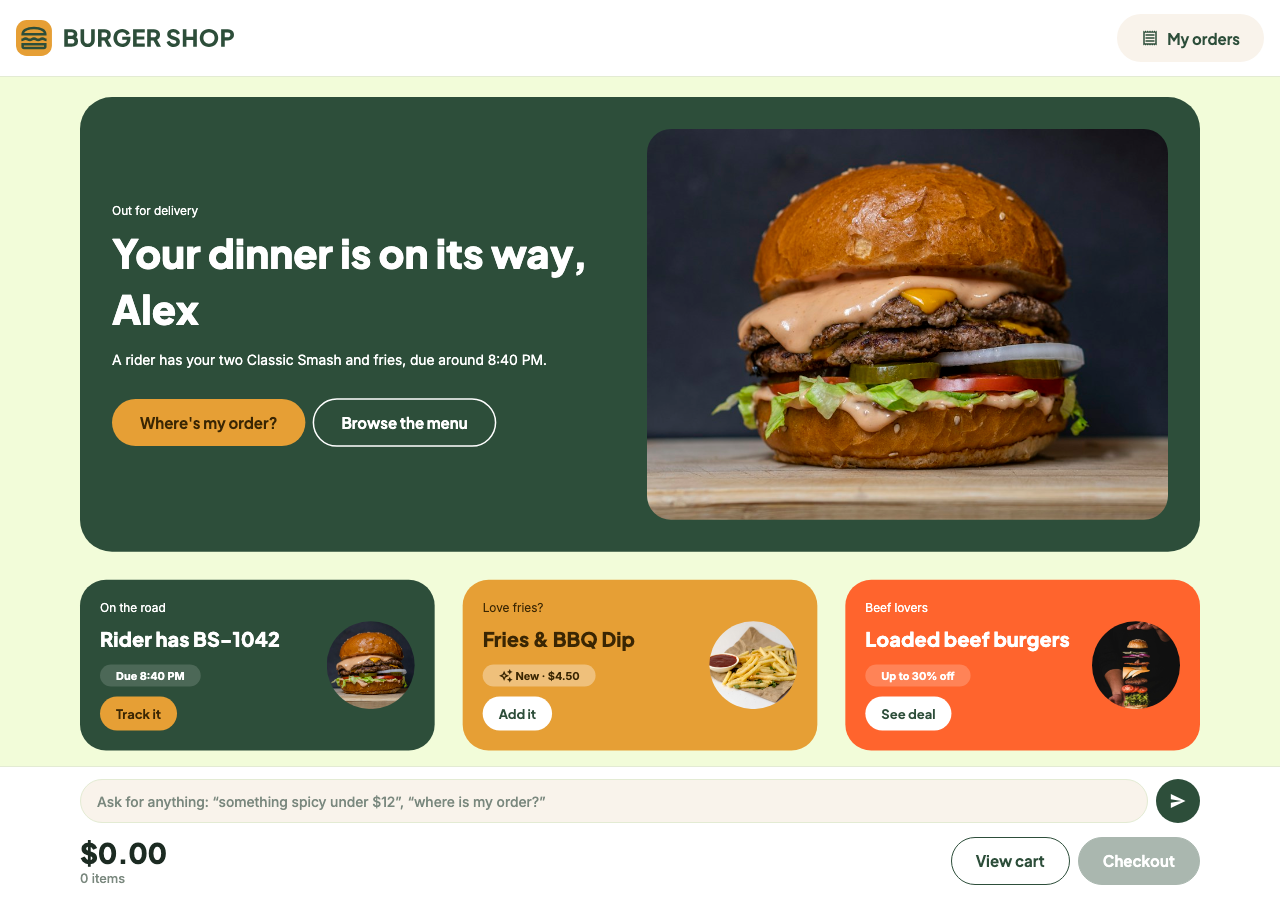 BURGER SHOP
My orders
Out for delivery
Your dinner is on its way,
Alex
A rider has your two Classic Smash and fries, due around 8:40 PM.
Where's my order?
Browse the menu
On the road
Rider has BS-1042
Due 8:40 PM
Track it
Love fries?
Fries & BBQ Dip
New · $4.50
Add it
Beef lovers
Loaded beef burgers
Up to 30% off
See deal
Ask for anything: “something spicy under $12”, “where is my order?”
$0.00
0 items
View cart
Checkout